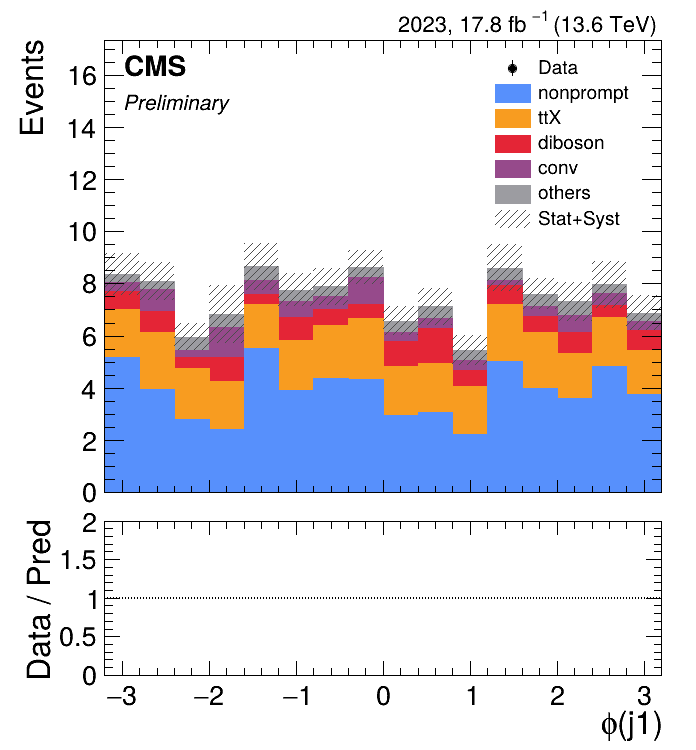 2023, 17.8 fb⁻¹ (13.6 TeV)
CMS
Preliminary
Events
16
14
12
10
8
6
4
2
0
Data
nonprompt
ttX
diboson
conv
others
Stat+Syst
Data / Pred
2
1.5
1
0.5
0
−3 −2 −1 0 1 2 3
ϕ(j1)